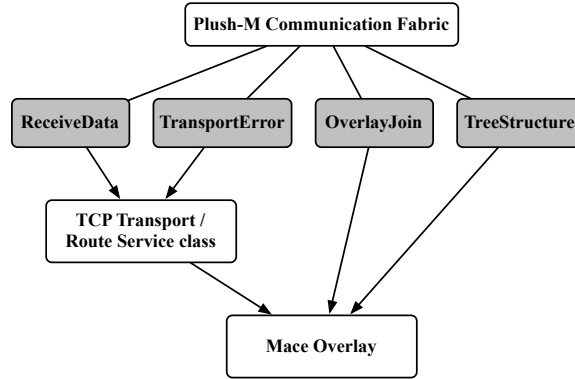 Plush-M Communication Fabric
ReceiveData
TransportError
OverlayJoin
TreeStructure
TCP Transport /
Route Service class
Mace Overlay